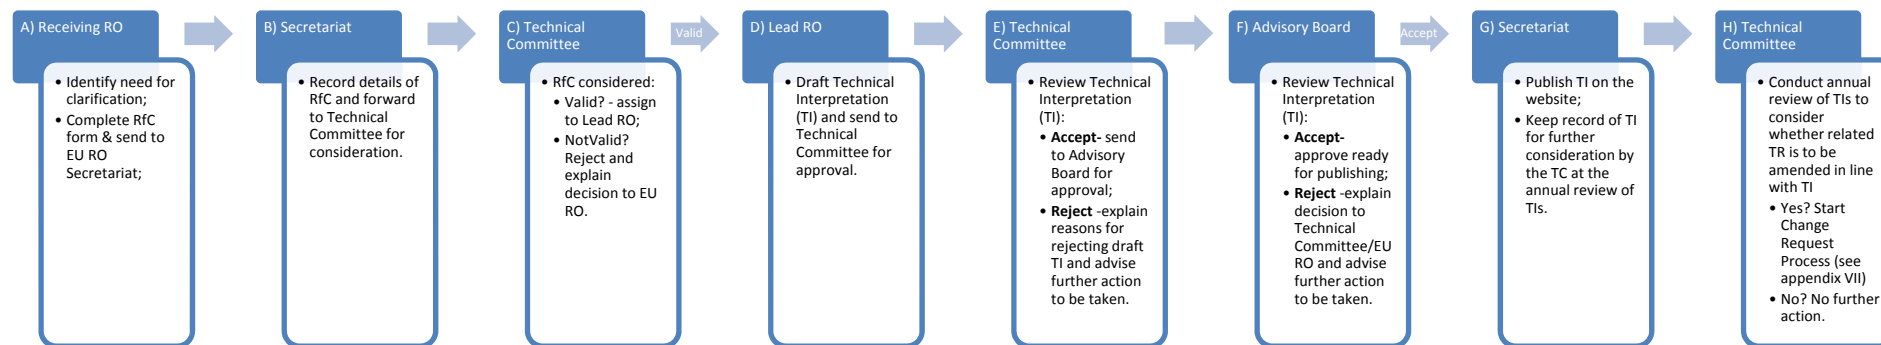 A) Receiving RO
• Identify need for
clarification;
• Complete RfC
form & send to
EU RO
Secretariat;
B) Secretariat
• Record details of
RfC and forward
to Technical
Committee for
consideration.
C) Technical
Committee
• RfC considered:
• Valid? - assign
to Lead RO;
• NotValid?
Reject and
explain
decision to EU
RO.
Valid
D) Lead RO
• Draft Technical
Interpretation
(TI) and send to
Technical
Committee for
approval.
E) Technical
Committee
• Review Technical
Interpretation
(TI):
• Accept- send
to Advisory
Board for
approval;
• Reject -explain
reasons for
rejecting draft
TI and advise
further action
to be taken.
F) Advisory Board
• Review Technical
Interpretation
(TI):
• Accept-
approve ready
for publishing;
• Reject -explain
decision to
Technical
Committee/EU
RO and advise
further action
to be taken.
Accept
G) Secretariat
• Publish TI on the
website;
• Keep record of TI
for further
consideration by
the TC at the
annual review of
TIs.
H) Technical
Committee
• Conduct annual
review of TIs to
consider
whether related
TR is to be
amended in line
with TI
• Yes? Start
Change
Request
Process (see
appendix VII)
• No? No further
action.